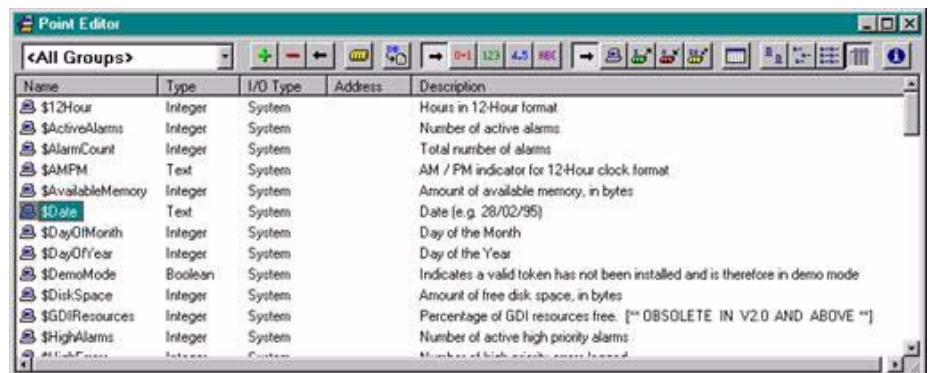 Point Editor
<All Groups>
Name Type I/O Type Address Description
$12Hour Integer System Hours in 12-Hour format
$ActiveAlarms Integer System Number of active alarms
$AlarmCount Integer System Total number of alarms
$AMPM Text System AM / PM indicator for 12-Hour clock format
$AvailableMemory Integer System Amount of available memory, in bytes
$Date Text System Date (e.g. 28/02/95)
$DayOfMonth Integer System Day of the Month
$DayOfYear Integer System Day of the Year
$DemoMode Boolean System Indicates a valid token has not been installed and is therefore in demo mode
$DiskSpace Integer System Amount of free disk space, in bytes
$GDIResources Integer System Percentage of GDI resources free. [** OBSOLETE IN V2.0 AND ABOVE **]
$HighAlarms Integer System Number of active high priority alarms